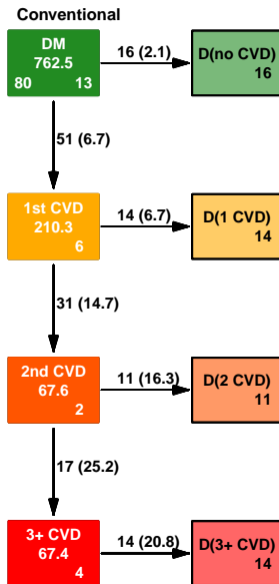 Conventional
DM
762.5
80 13
16 (2.1)
D(no CVD)
16
51 (6.7)
1st CVD
210.3
6
14 (6.7)
D(1 CVD)
14
31 (14.7)
2nd CVD
67.6
2
11 (16.3)
D(2 CVD)
11
17 (25.2)
3+ CVD
67.4
4
14 (20.8)
D(3+ CVD)
14